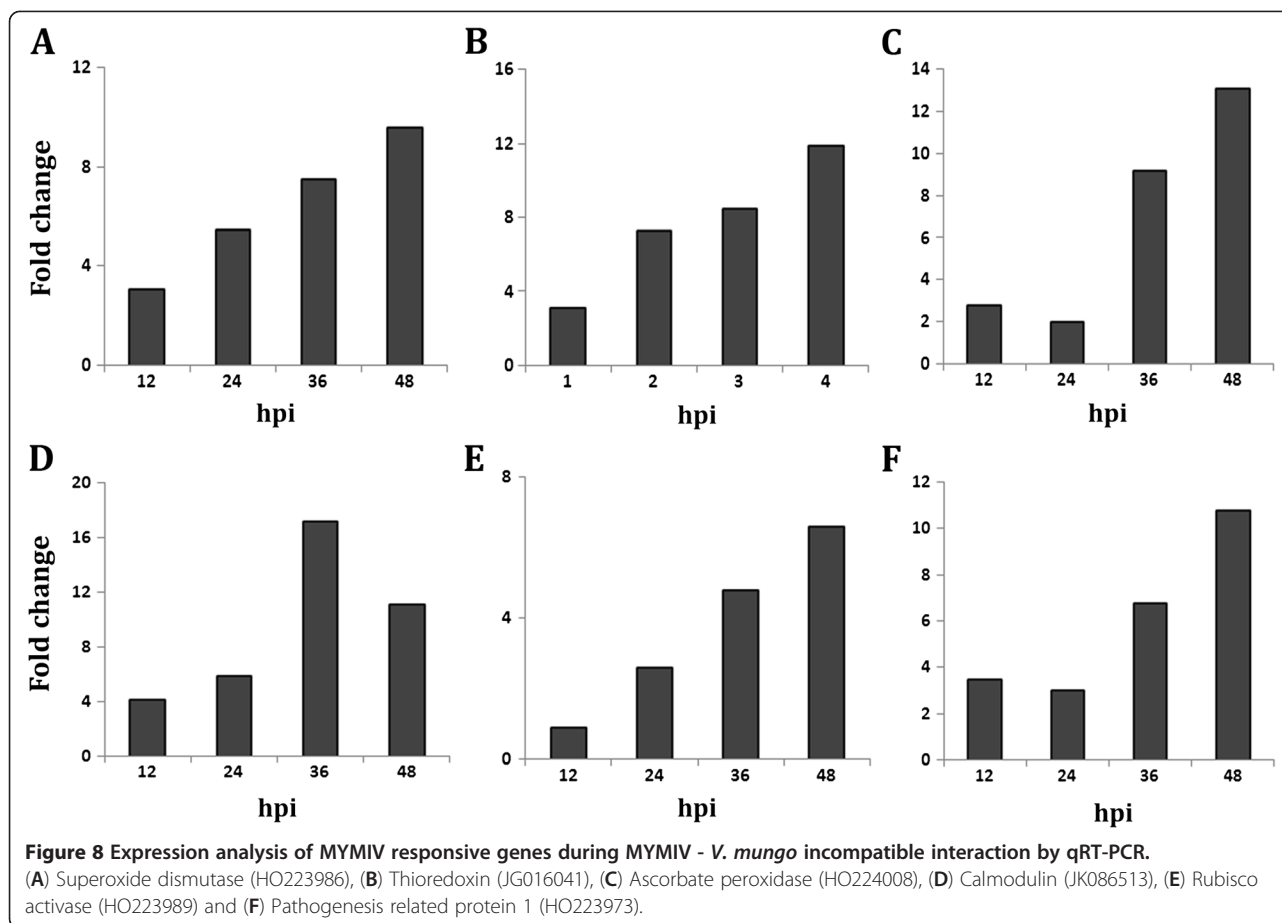 A
Fold change
12
8
4
0
12 24 36 48
hpi
B
16
12
8
4
0
1 2 3 4
hpi
C
14
12
10
8
6
4
2
0
12 24 36 48
hpi
D
Fold change
20
16
12
8
4
0
12 24 36 48
hpi
E
8
4
0
12 24 36 48
hpi
F
12
10
8
6
4
2
0
12 24 36 48
hpi
Figure 8 Expression analysis of MYMIV responsive genes during MYMIV - V. mungo incompatible interaction by qRT-PCR.
(A) Superoxide dismutase (HO223986), (B) Thioredoxin (JG016041), (C) Ascorbate peroxidase (HO224008), (D) Calmodulin (JK086513), (E) Rubisco
activase (HO223989) and (F) Pathogenesis related protein 1 (HO223973).